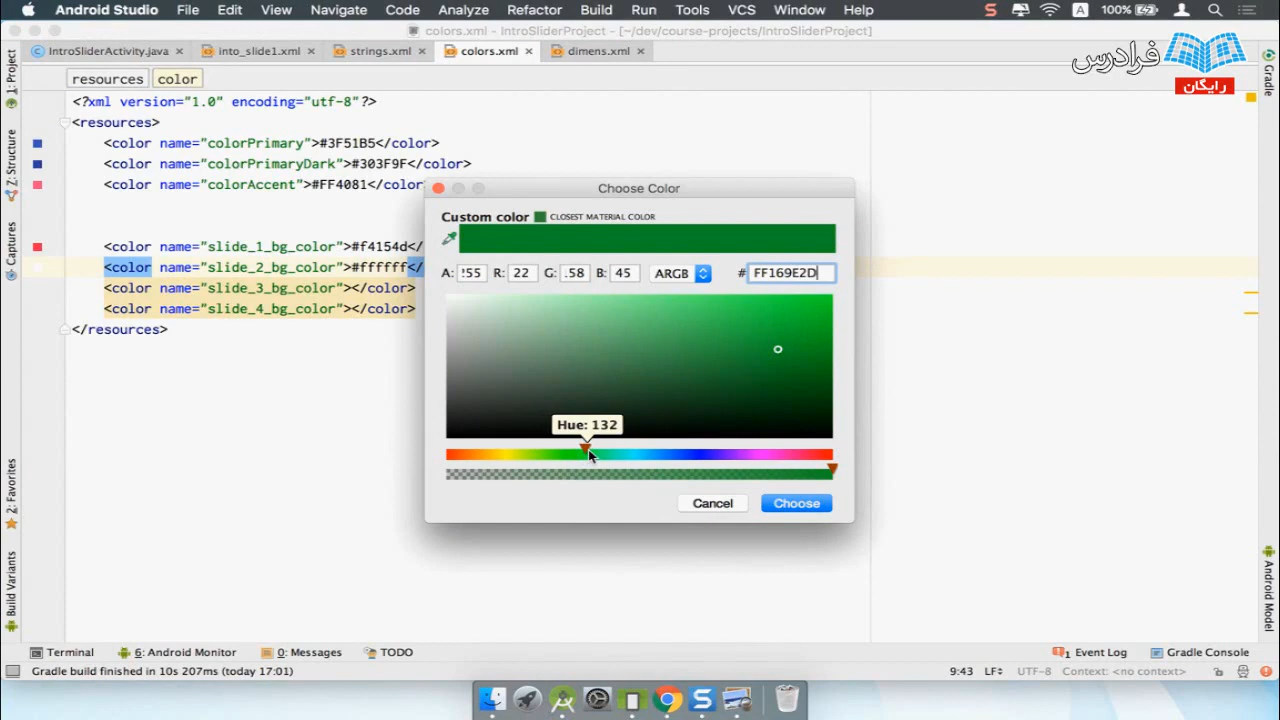 Android Studio File Edit View Navigate Code Analyze Refactor Build Run Tools VCS Window Help 100%
colors.xml - IntroSliderProject - [~/dev/course-projects/IntroSliderProject]
IntroSliderActivity.java into_slide1.xml strings.xml colors.xml dimens.xml
فرادرس
رایگان
resources color
<?xml version="1.0" encoding="utf-8"?>
<resources>
<color name="colorPrimary">#3F51B5</color>
<color name="colorPrimaryDark">#303F9F</color>
<color name="colorAccent">#FF4081</color
<color name="slide_1_bg_color">#f4154d</
<color name="slide_2_bg_color">#ffffff</
<color name="slide_3_bg_color"></color>
<color name="slide_4_bg_color"></color>
</resources>
Choose Color
Custom color CLOSEST MATERIAL COLOR
A: !55 R: 22 G: .58 B: 45 ARGB # FF169E2D
Hue: 132
Cancel Choose
1: Project
Z: Structure
Captures
2: Favorites
Build Variants
Gradle
Android Model
Terminal 6: Android Monitor 0: Messages TODO 1 Event Log Gradle Console
Gradle build finished in 10s 207ms (today 17:01) 9:43 LF÷ UTF-8 Context: <no context>